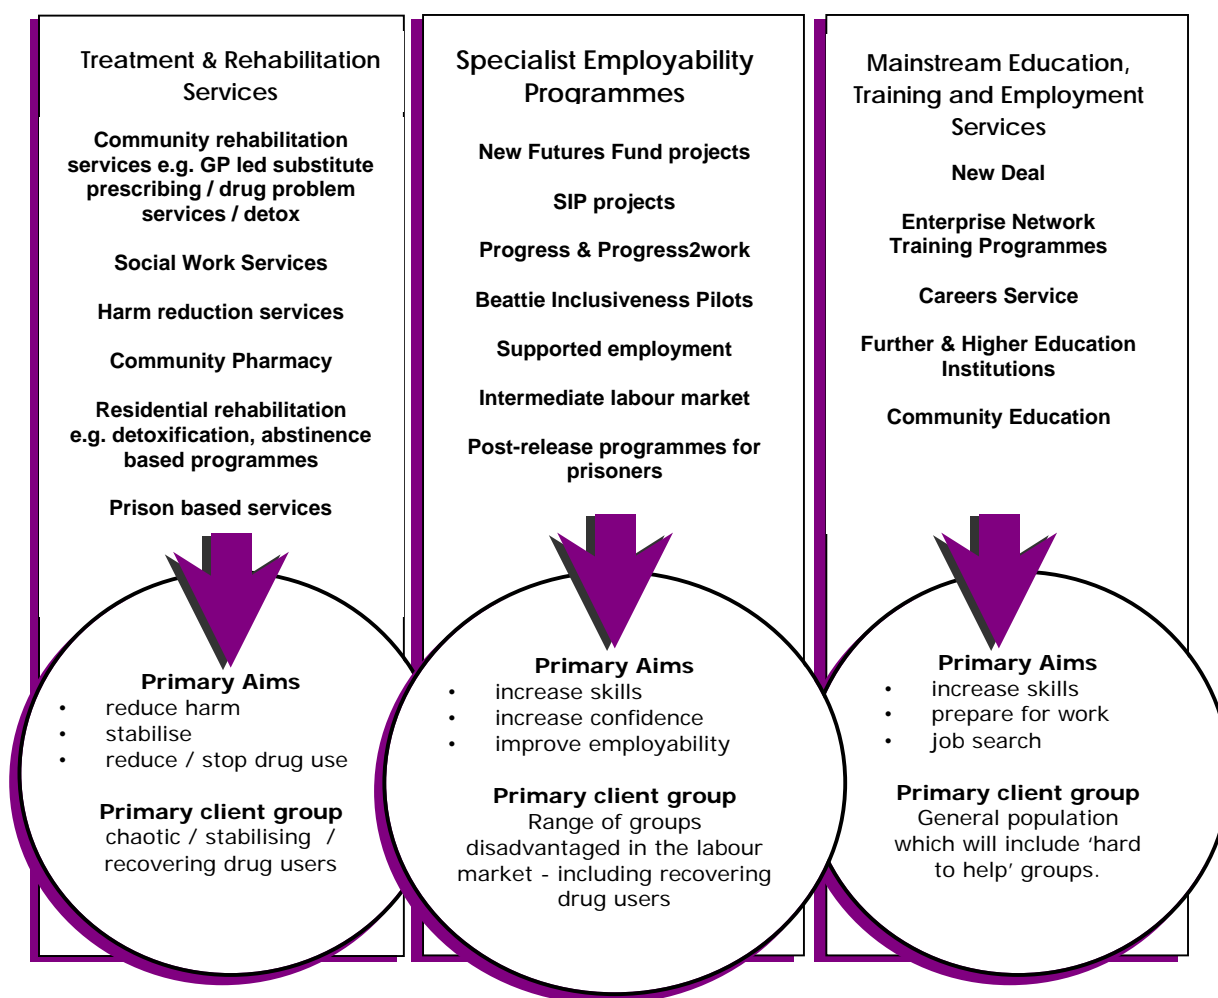 Treatment & Rehabilitation
Services
Community rehabilitation
services e.g. GP led substitute
prescribing / drug problem
services / detox
Social Work Services
Harm reduction services
Community Pharmacy
Residential rehabilitation
e.g. detoxification, abstinence
based programmes
Prison based services
Primary Aims
• reduce harm
• stabilise
• reduce / stop drug use
Primary client group
chaotic / stabilising /
recovering drug users
Specialist Employability
Programmes
New Futures Fund projects
SIP projects
Progress & Progress2work
Beattie Inclusiveness Pilots
Supported employment
Intermediate labour market
Post-release programmes for
prisoners
Primary Aims
• increase skills
• increase confidence
• improve employability
Primary client group
Range of groups
disadvantaged in the labour
market - including recovering
drug users
Mainstream Education,
Training and Employment
Services
New Deal
Enterprise Network
Training Programmes
Careers Service
Further & Higher Education
Institutions
Community Education
Primary Aims
• increase skills
• prepare for work
• job search
Primary client group
General population
which will include ‘hard
to help’ groups.